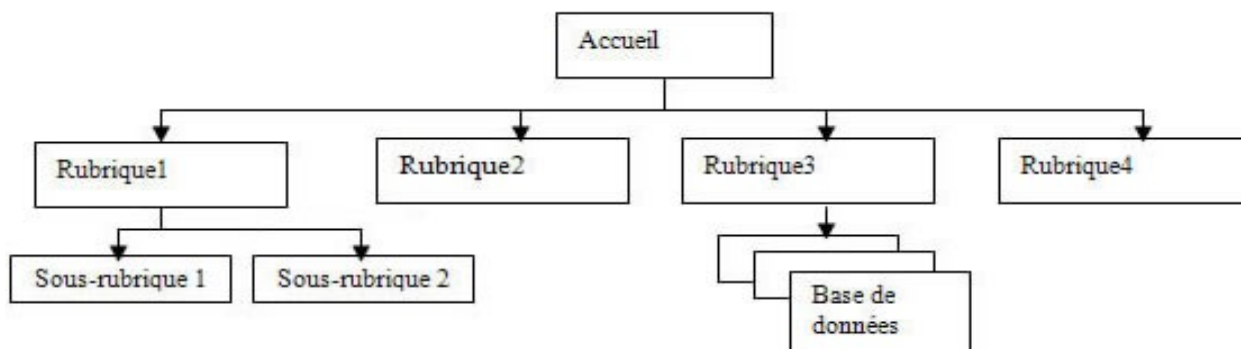 Accueil
Rubrique1
Rubrique2
Rubrique3
Rubrique4
Sous-rubrique 1
Sous-rubrique 2
Base de
données